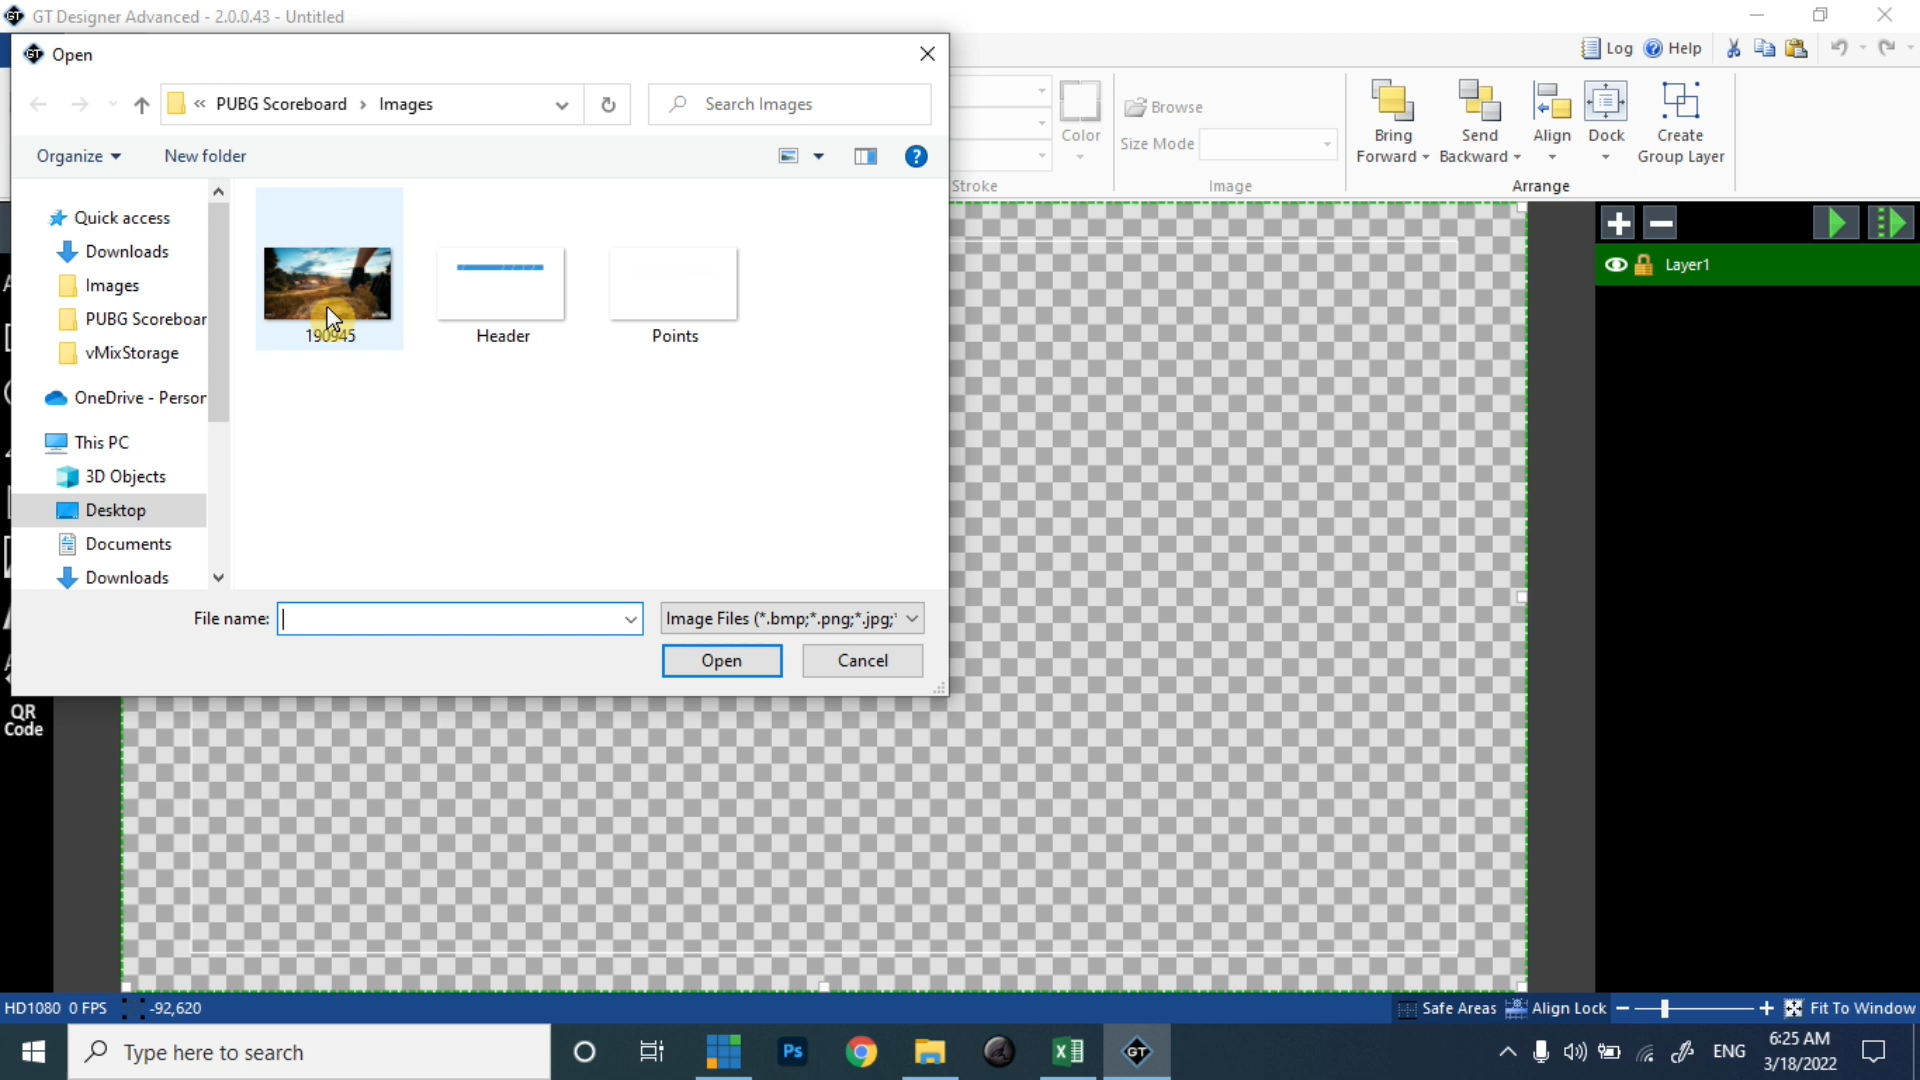 GT Designer Advanced - 2.0.0.43 - Untitled
Open
Log
Help
« PUBG Scoreboard › Images
Search Images
Organize
New folder
Color
Browse
Size Mode
Bring
Forward
Send
Backward
Align
Dock
Create
Group Layer
Stroke
Image
Arrange
Quick access
Downloads
Images
PUBG Scoreboar
vMixStorage
OneDrive - Person
This PC
3D Objects
Desktop
Documents
Downloads
190945
Header
Points
Layer1
File name:
Image Files (*.bmp;*.png;*.jpg;*
Open
Cancel
QR
Code
HD1080 0 FPS
-92,620
Safe Areas
Align Lock
Fit To Window
Type here to search
Ps
GT
ENG
6:25 AM
3/18/2022